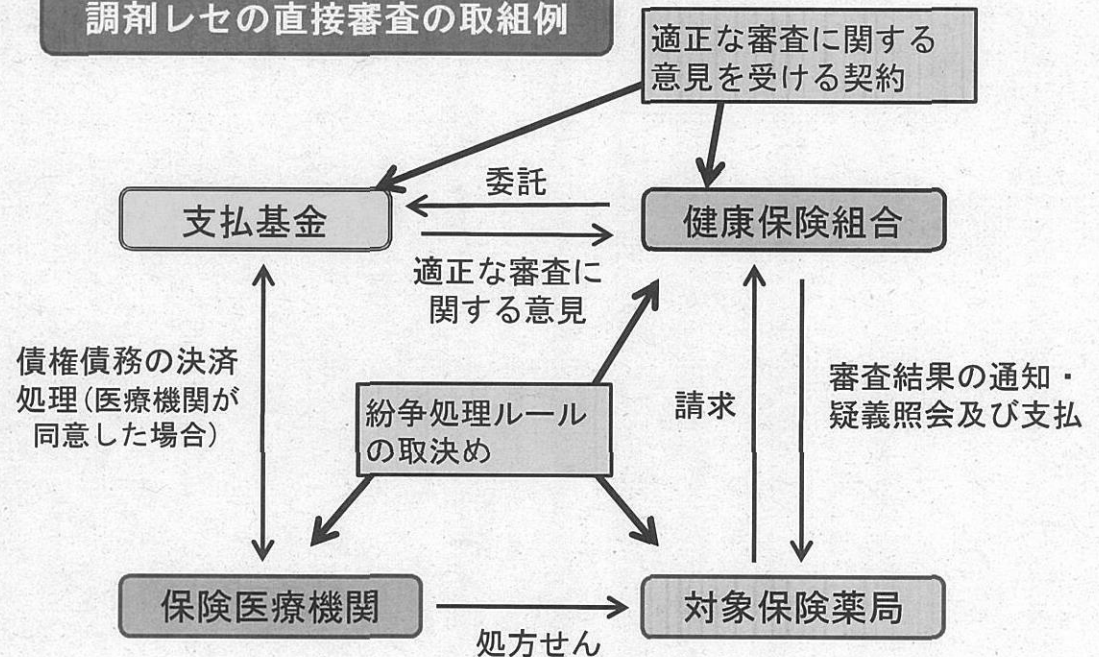 調剤レセの直接審査の取組例
適正な審査に関する
意見を受ける契約
委託
支払基金
健康保険組合
適正な審査に
関する意見
債権債務の決済
処理(医療機関が
同意した場合)
紛争処理ルール
の取決め
請求
審査結果の通知・
疑義照会及び支払
保険医療機関
対象保険薬局
処方せん